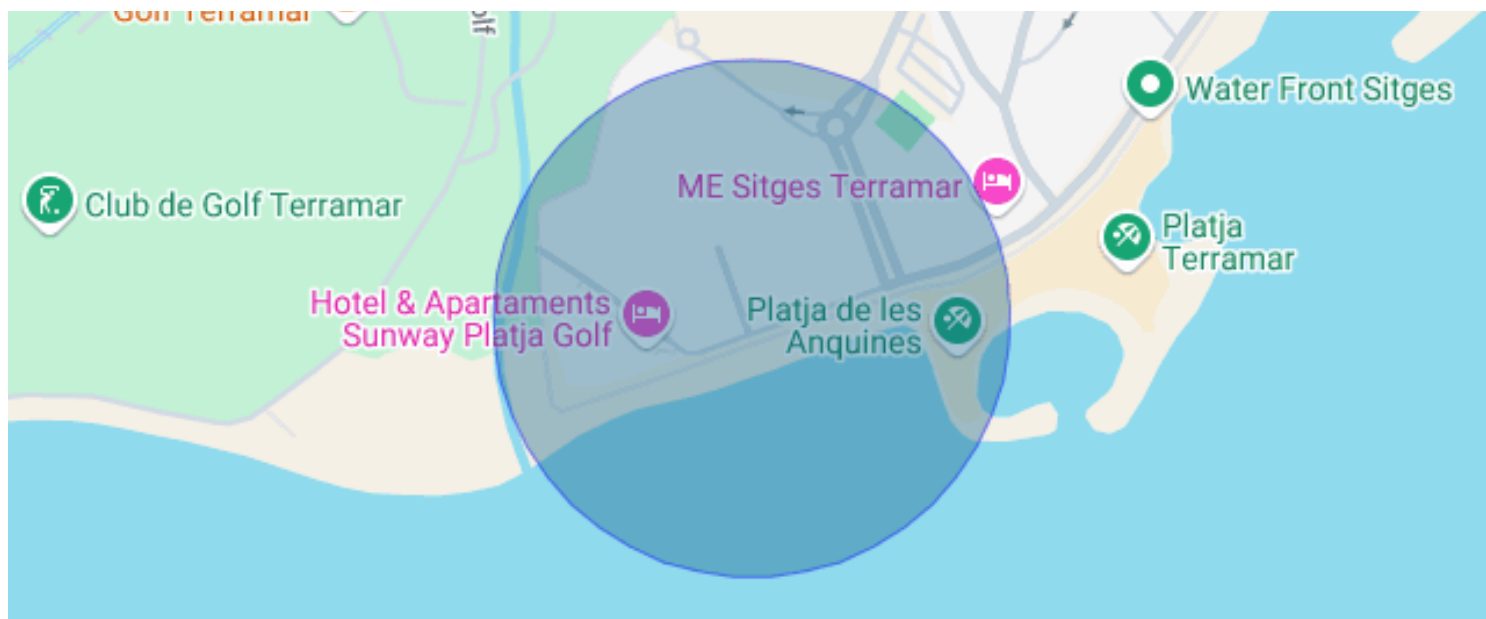 Golf Terramar
olf
Water Front Sitges
ME Sitges Terramar
Club de Golf Terramar
Platja
Terramar
Hotel & Apartaments
Sunway Platja Golf
Platja de les
Anquines